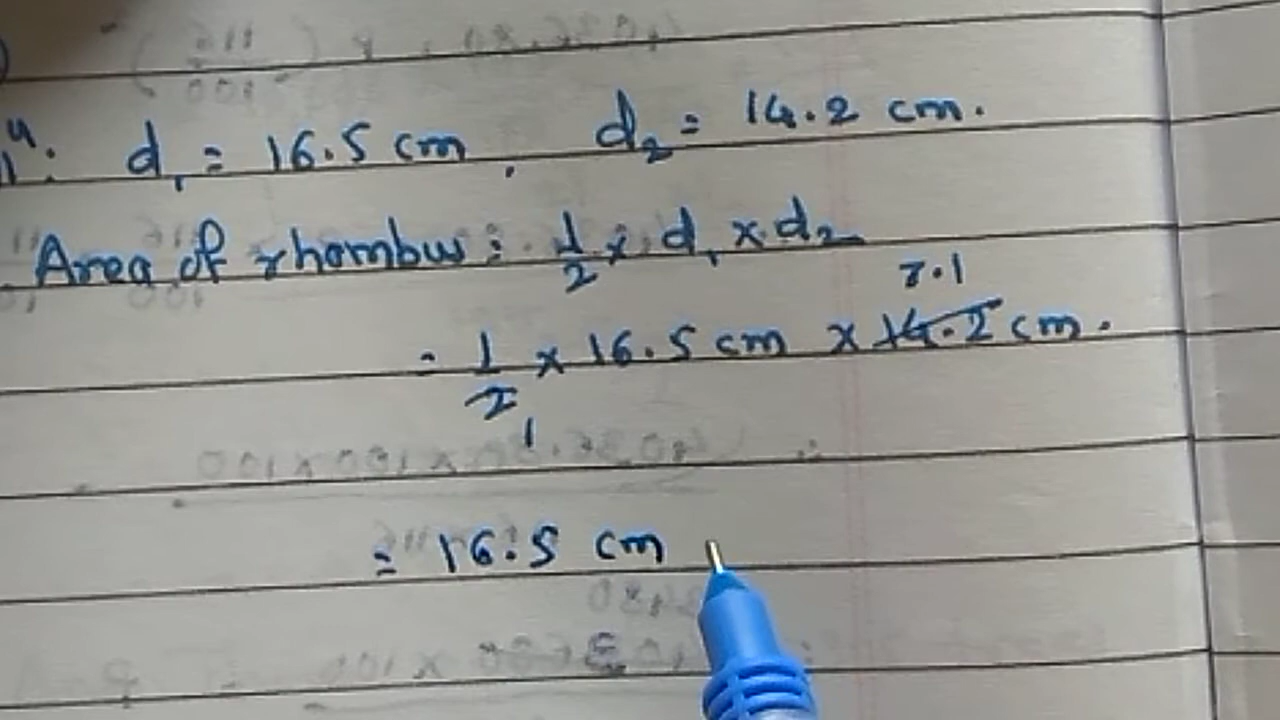 d₁ = 16.5 cm, d₂ = 14.2 cm.
Area of rhombus = 1/2 × d₁ × d₂
7.1
= 1/2 × 16.5 cm × 14.2 cm.
1
= 16.5 cm